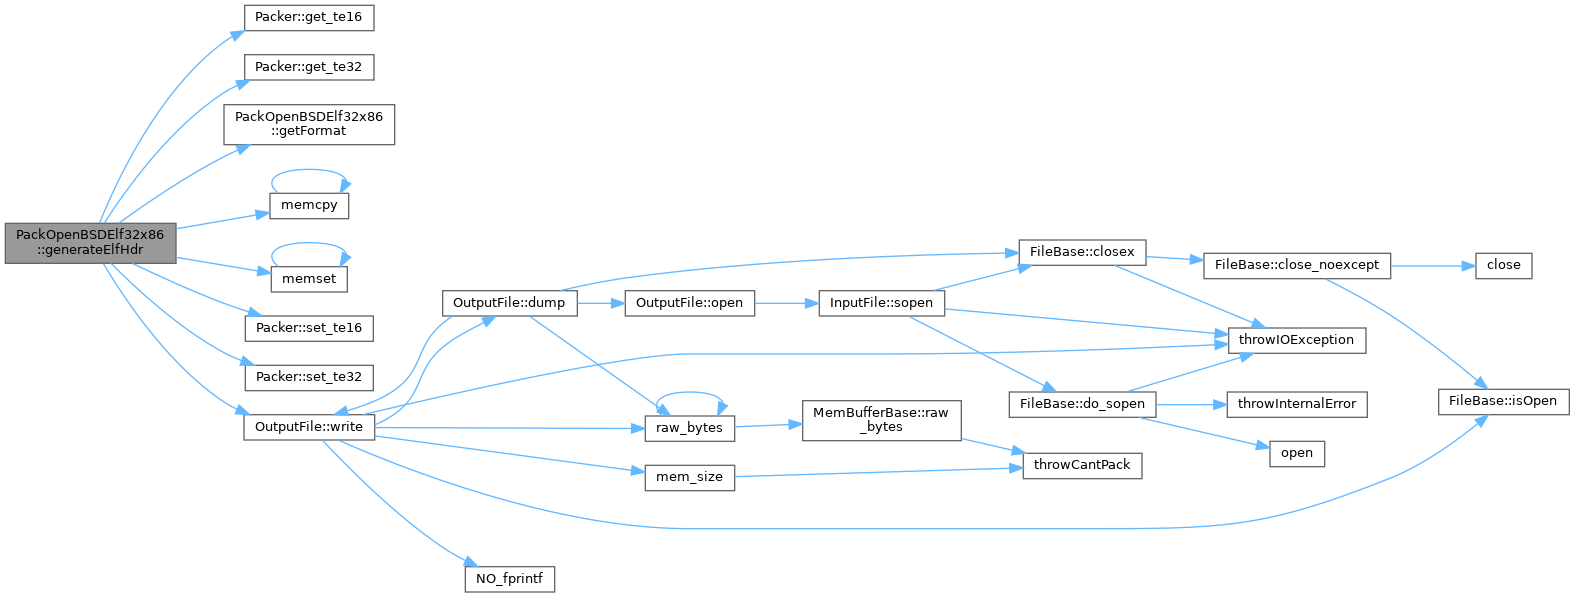 Packer::get_te16
Packer::get_te32
PackOpenBSDElf32x86
::getFormat
memcpy
PackOpenBSDElf32x86
::generateElfHdr
memset
Packer::set_te16
Packer::set_te32
OutputFile::write
OutputFile::dump
OutputFile::open
InputFile::sopen
FileBase::closex
FileBase::close_noexcept
close
throwIOException
FileBase::do_sopen
throwInternalError
FileBase::isOpen
raw_bytes
MemBufferBase::raw
_bytes
open
mem_size
throwCantPack
NO_fprintf